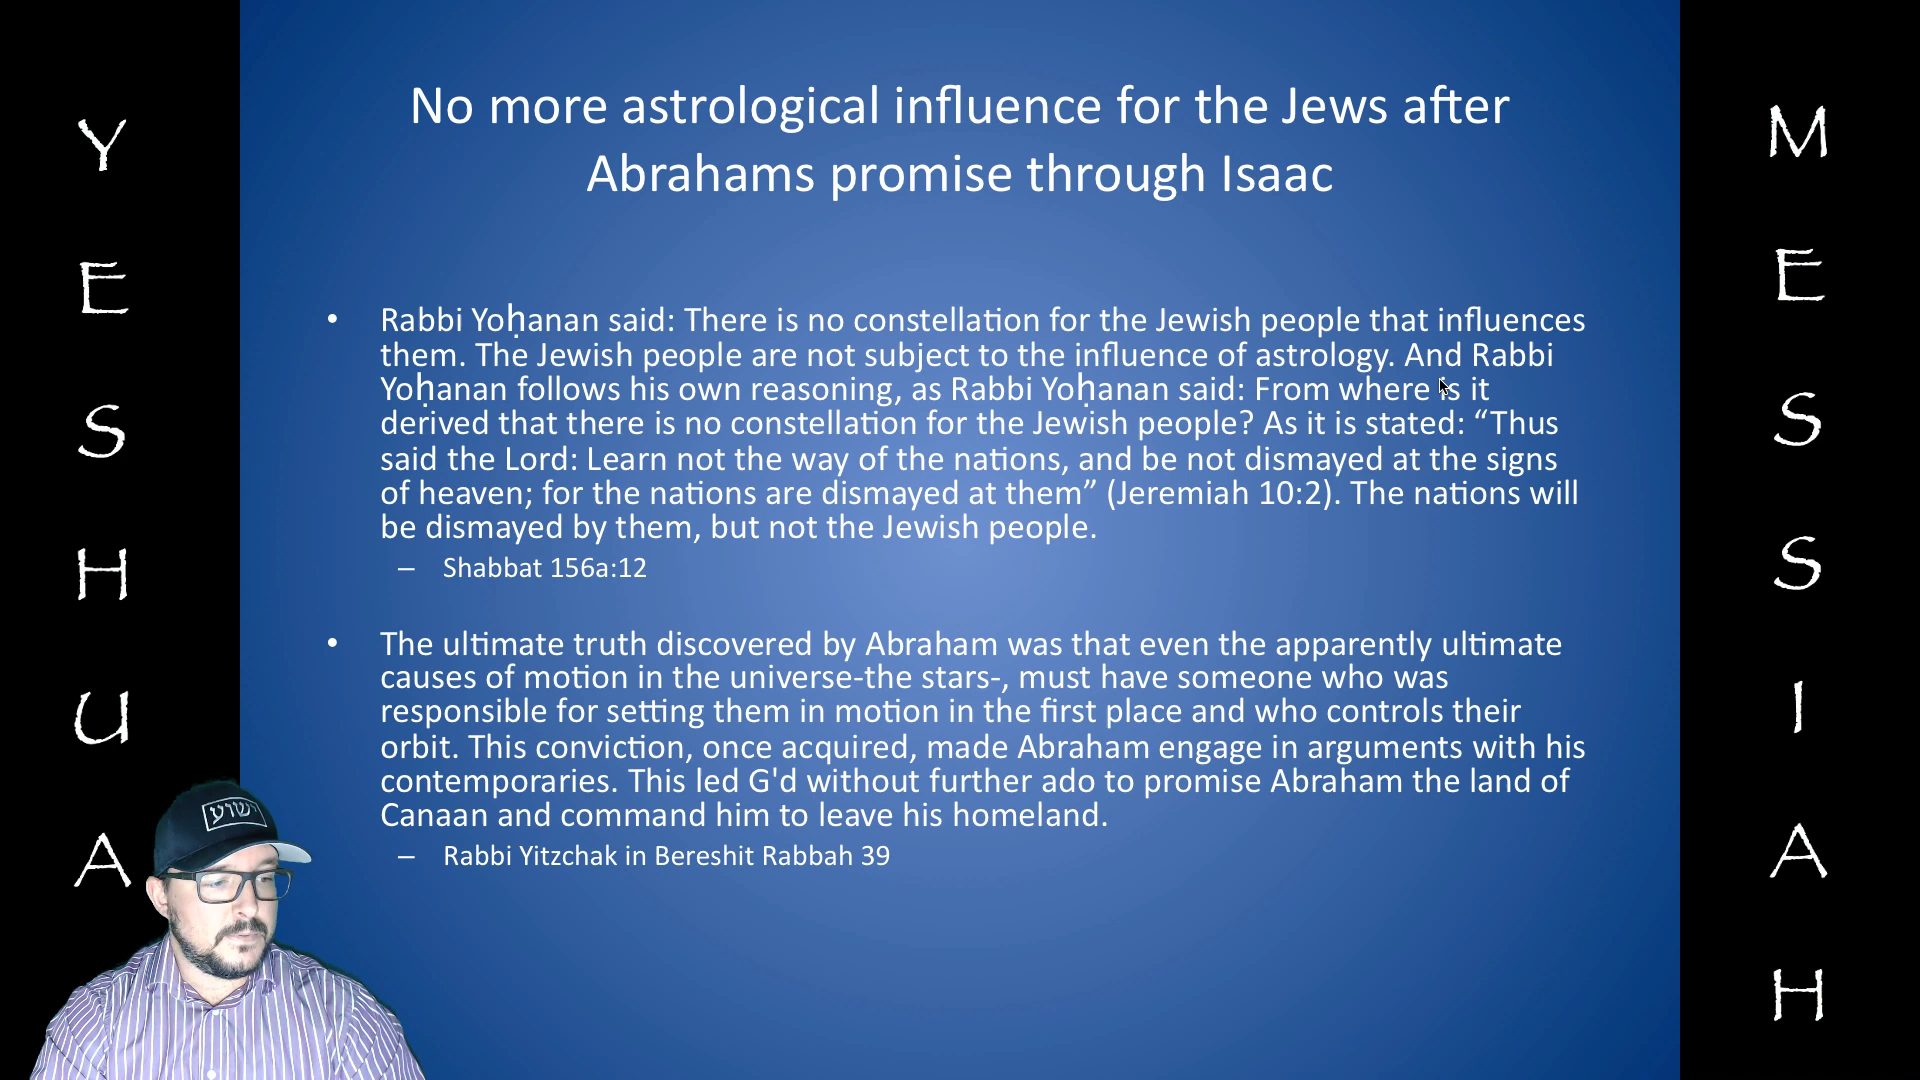 No more astrological influence for the Jews after
Abrahams promise through Isaac
• Rabbi Yoḥanan said: There is no constellation for the Jewish people that influences
them. The Jewish people are not subject to the influence of astrology. And Rabbi
Yoḥanan follows his own reasoning, as Rabbi Yoḥanan said: From where is it
derived that there is no constellation for the Jewish people? As it is stated: “Thus
said the Lord: Learn not the way of the nations, and be not dismayed at the signs
of heaven; for the nations are dismayed at them” (Jeremiah 10:2). The nations will
be dismayed by them, but not the Jewish people.
– Shabbat 156a:12
• The ultimate truth discovered by Abraham was that even the apparently ultimate
causes of motion in the universe-the stars-, must have someone who was
responsible for setting them in motion in the first place and who controls their
orbit. This conviction, once acquired, made Abraham engage in arguments with his
contemporaries. This led G'd without further ado to promise Abraham the land of
Canaan and command him to leave his homeland.
– Rabbi Yitzchak in Bereshit Rabbah 39
YESHUA
MESSIAH
ישוע